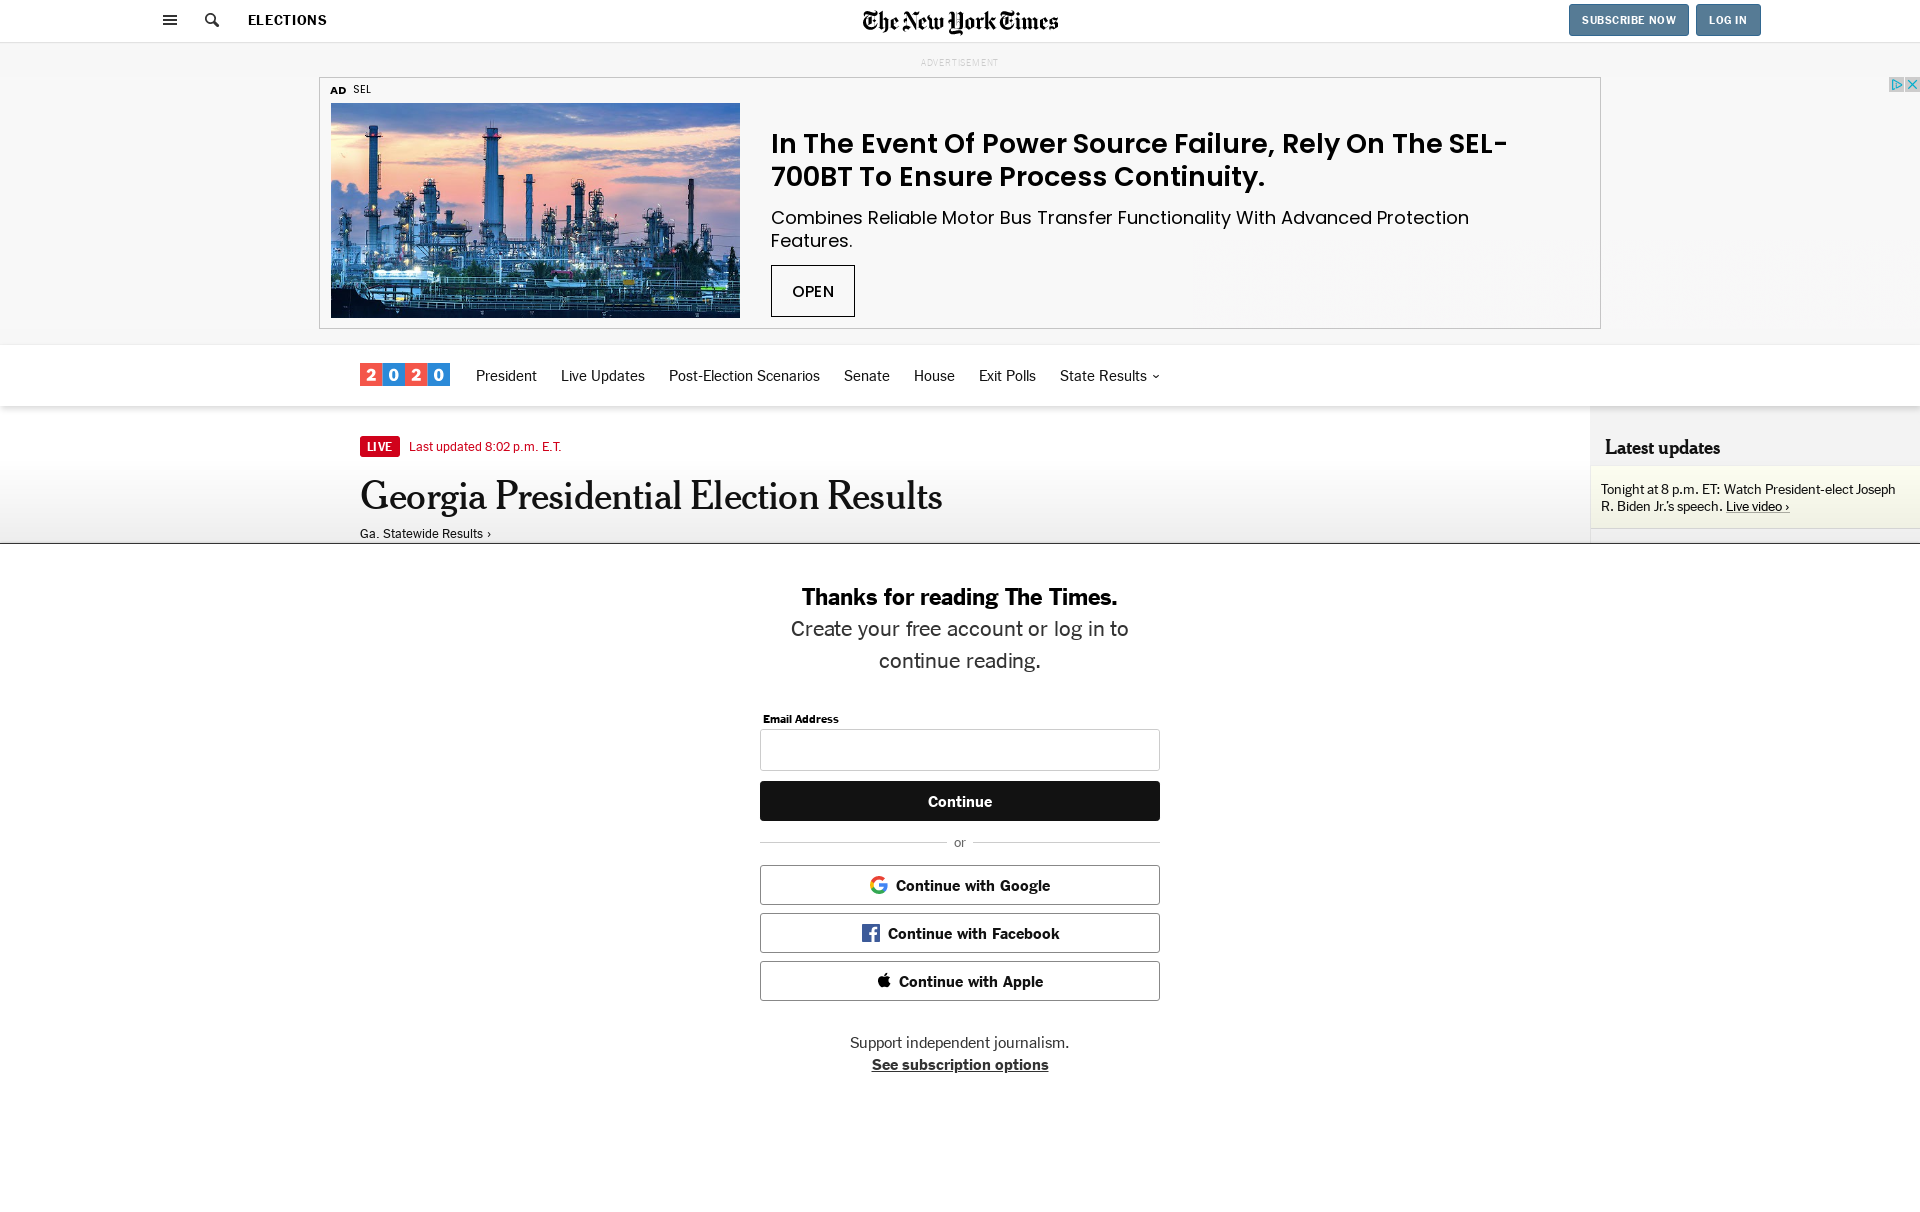 ELECTIONS
The New York Times
SUBSCRIBE NOW
LOG IN
ADVERTISEMENT
AD SEL
In The Event Of Power Source Failure, Rely On The SEL-
700BT To Ensure Process Continuity.
Combines Reliable Motor Bus Transfer Functionality With Advanced Protection
Features.
OPEN
2020
President
Live Updates
Post-Election Scenarios
Senate
House
Exit Polls
State Results
LIVE Last updated 8:02 p.m. E.T.
Georgia Presidential Election Results
Ga. Statewide Results ›
Latest updates
Tonight at 8 p.m. ET: Watch President-elect Joseph
R. Biden Jr.’s speech. Live video ›
Thanks for reading The Times.
Create your free account or log in to
continue reading.
Email Address
Continue
or
Continue with Google
Continue with Facebook
Continue with Apple
Support independent journalism.
See subscription options